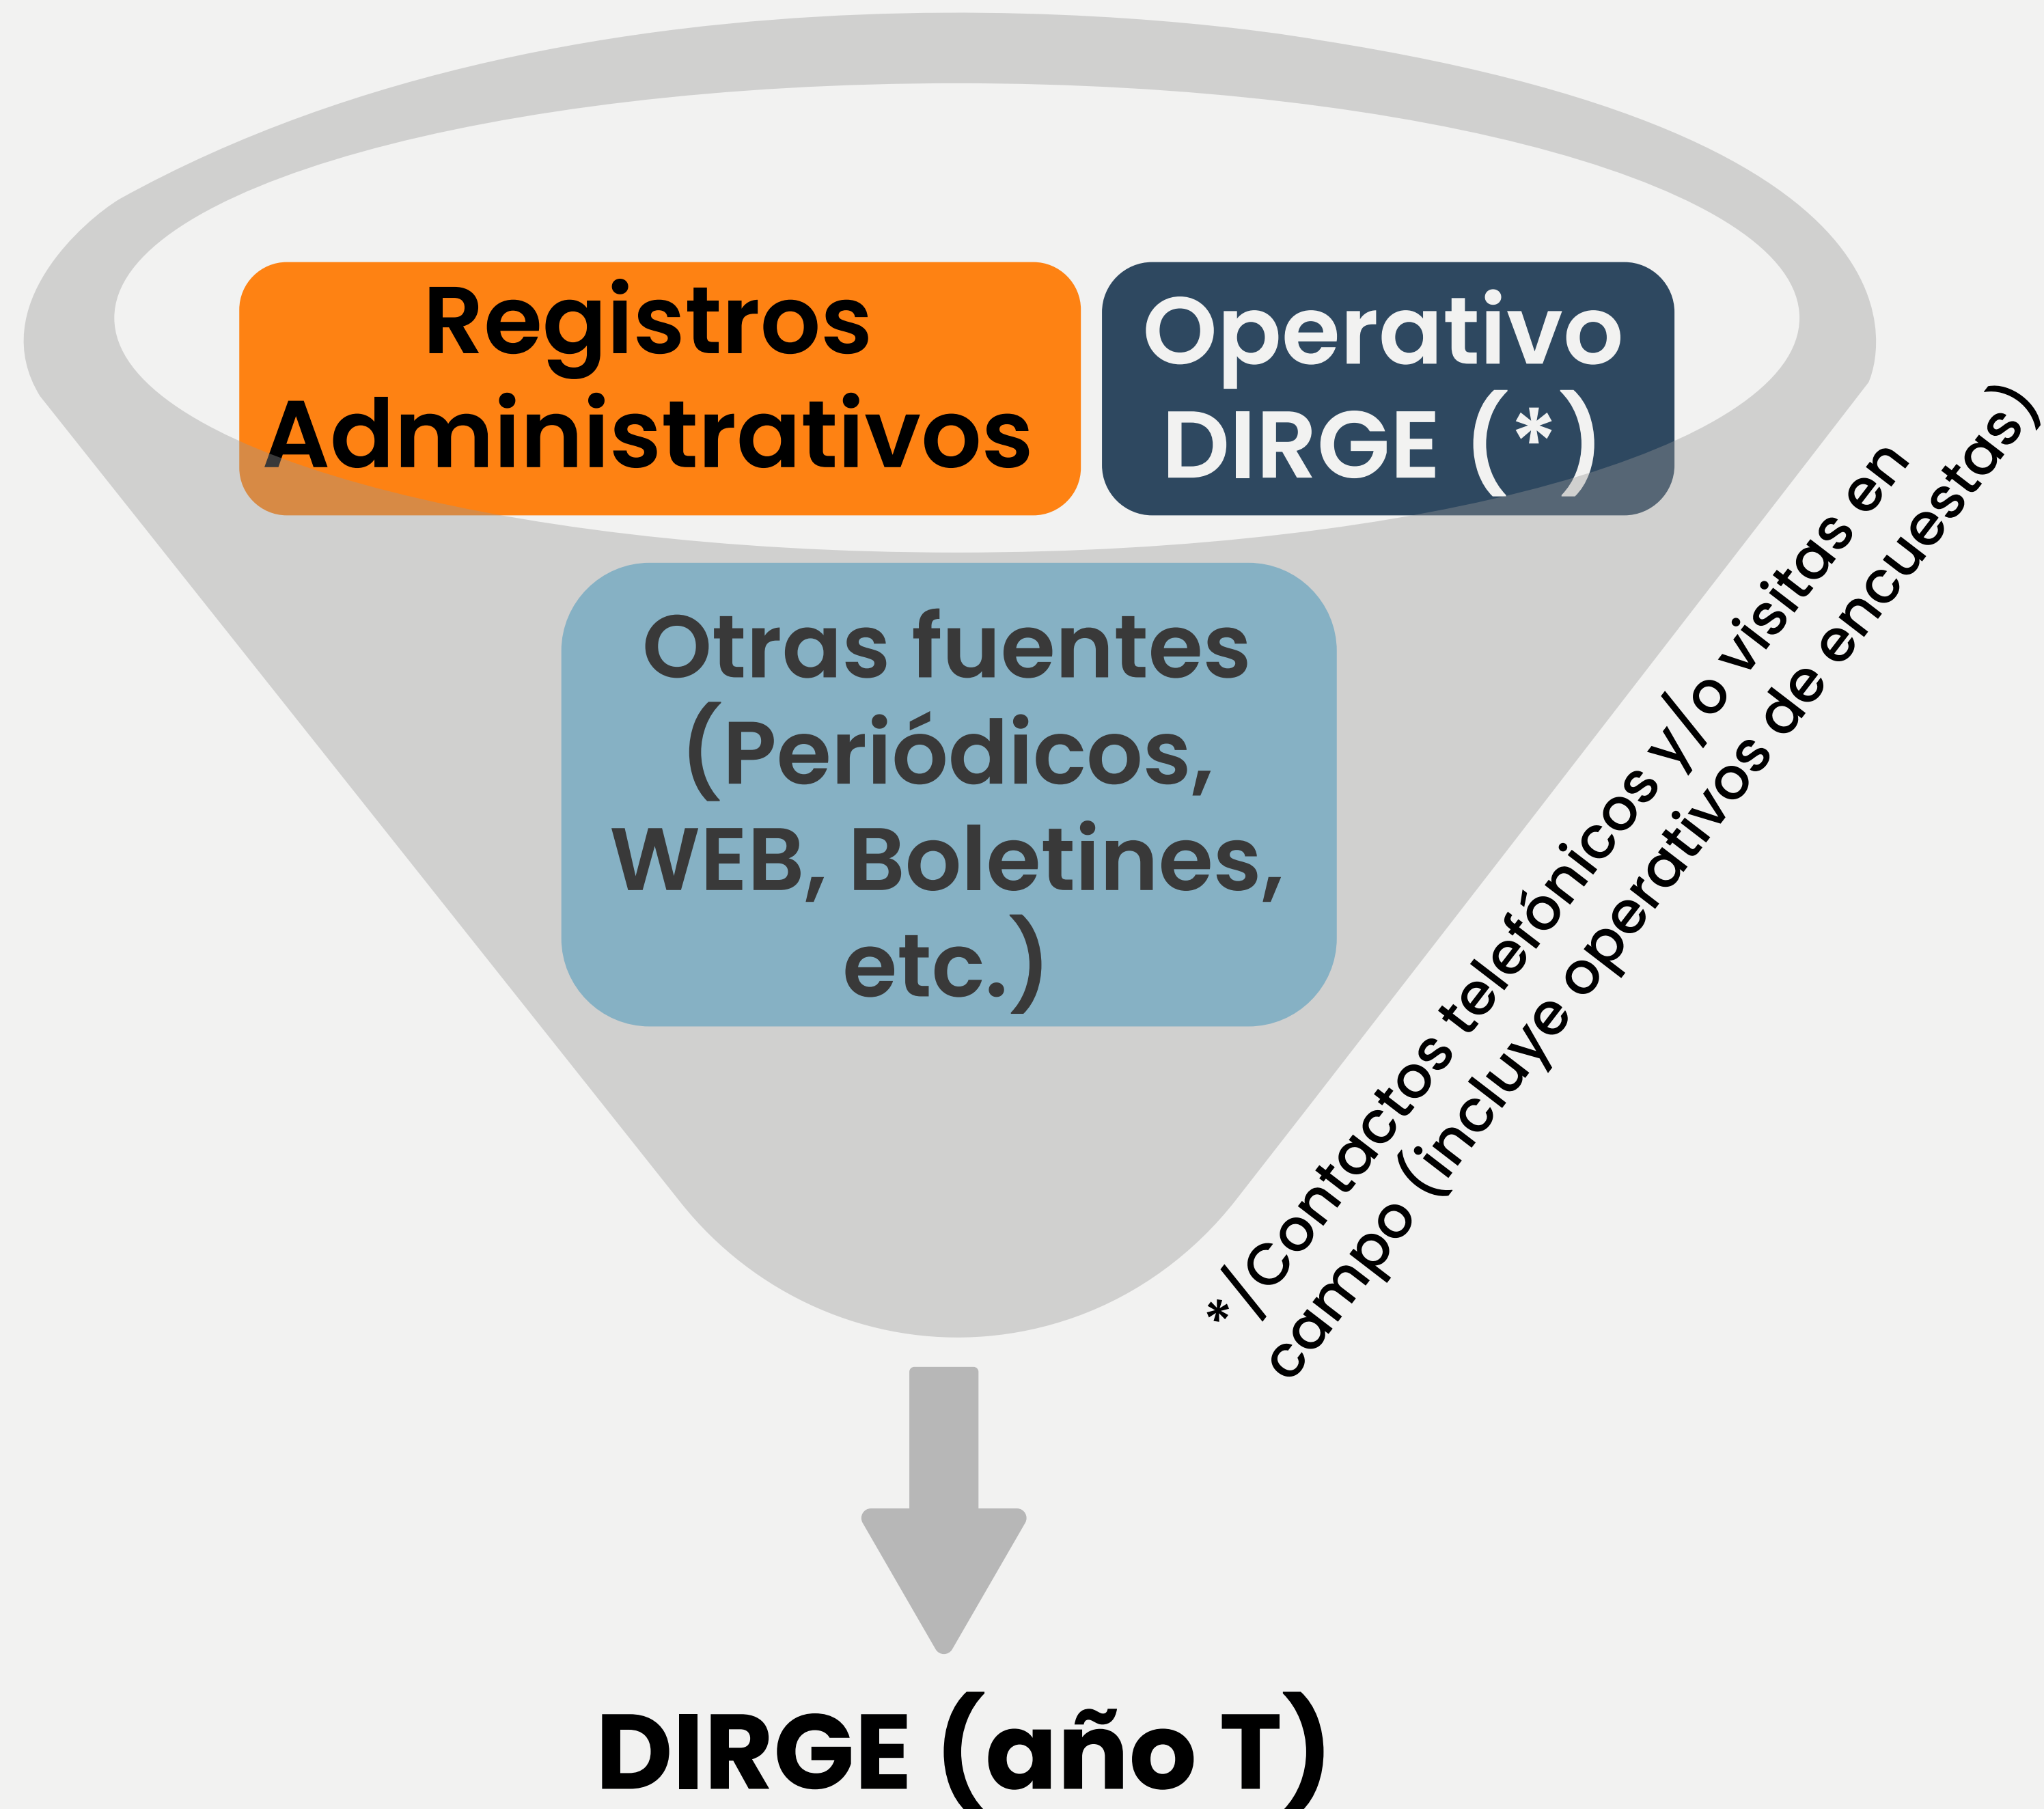 Registros
Administrativos
Operativo
DIRGE (*)
Otras fuentes
(Periódicos,
WEB, Boletines,
etc.)
*/Contactos telefónicos y/o visitas en
campo (incluye operativos de encuestas)
DIRGE (año T)